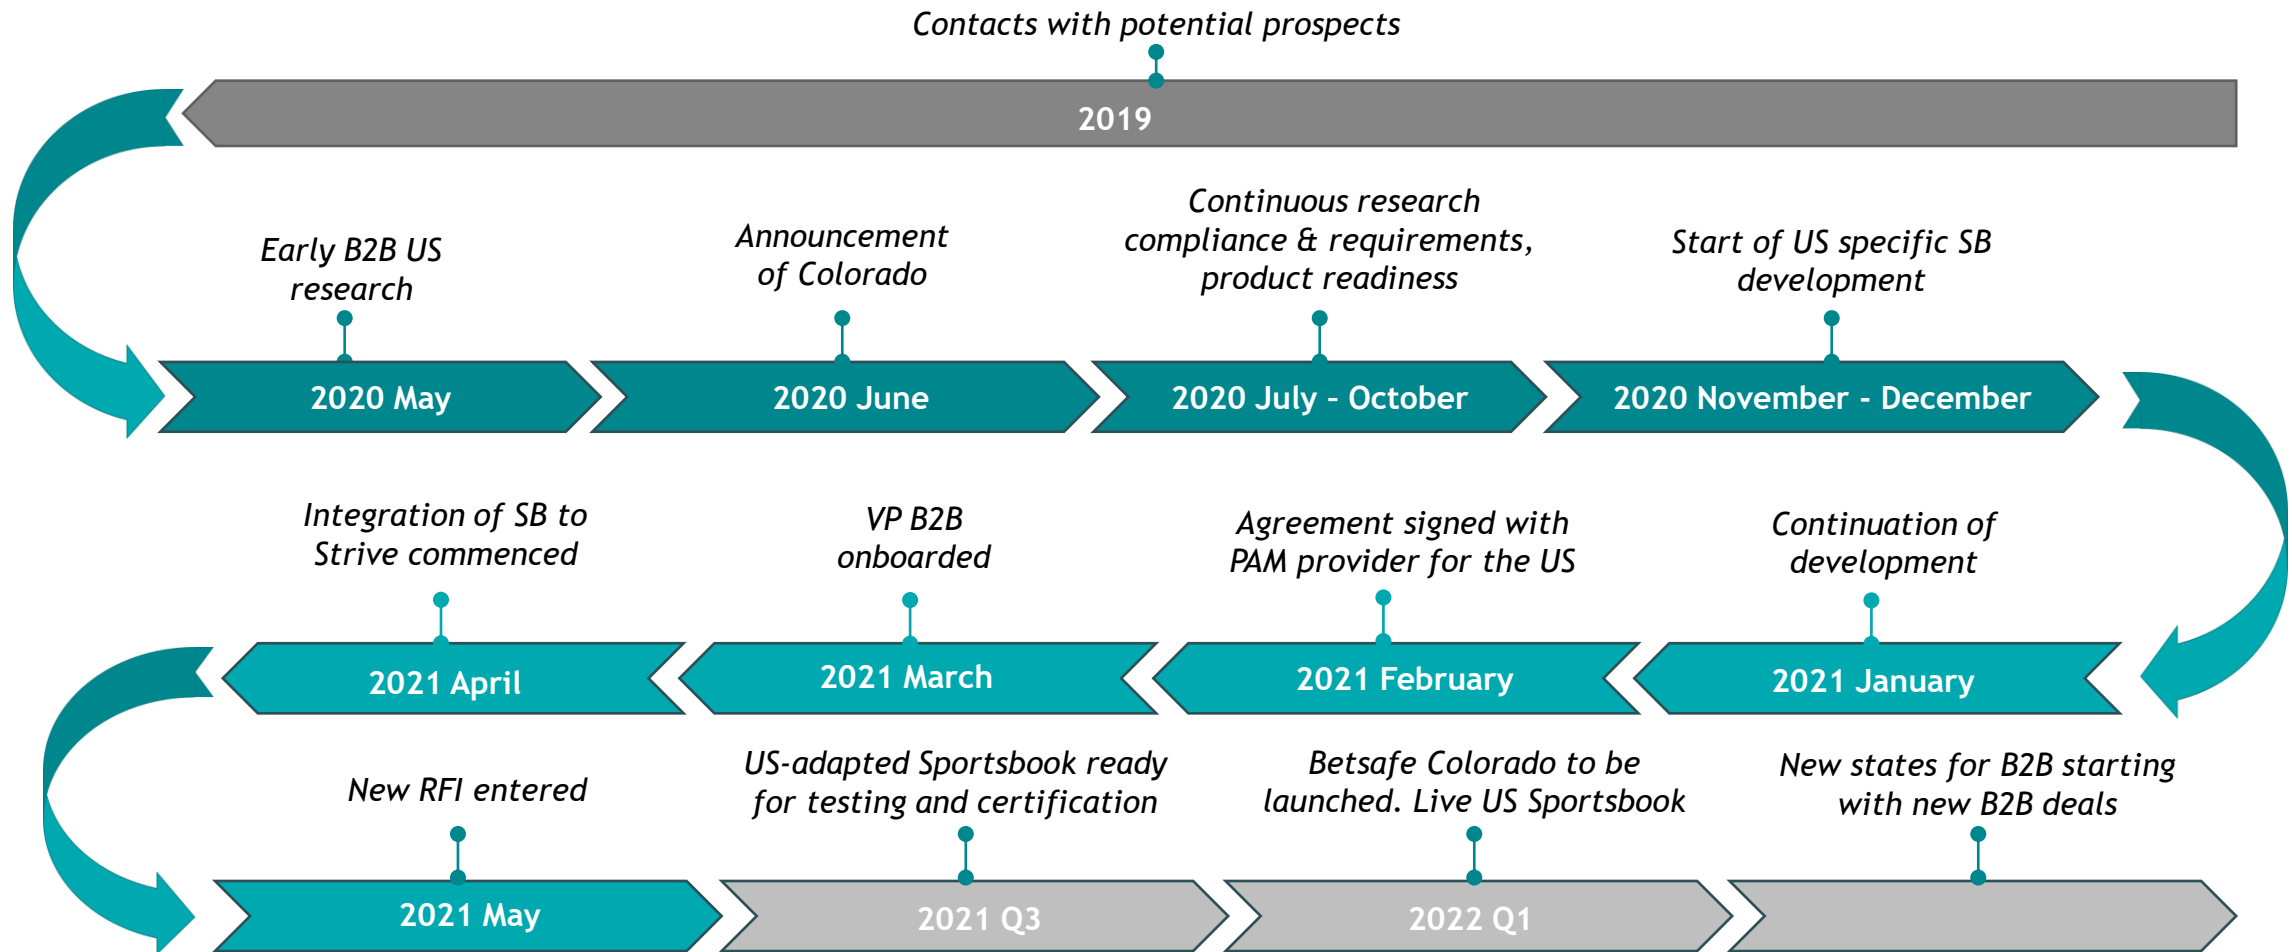 Contacts with potential prospects
2019
Early B2B US
research
Announcement
of Colorado
Continuous research
compliance & requirements,
product readiness
Start of US specific SB
development
2020 May
2020 June
2020 July – October
2020 November - December
Integration of SB to
Strive commenced
VP B2B
onboarded
Agreement signed with
PAM provider for the US
Continuation of
development
2021 April
2021 March
2021 February
2021 January
New RFI entered
US-adapted Sportsbook ready
for testing and certification
Betsafe Colorado to be
launched. Live US Sportsbook
New states for B2B starting
with new B2B deals
2021 May
2021 Q3
2022 Q1